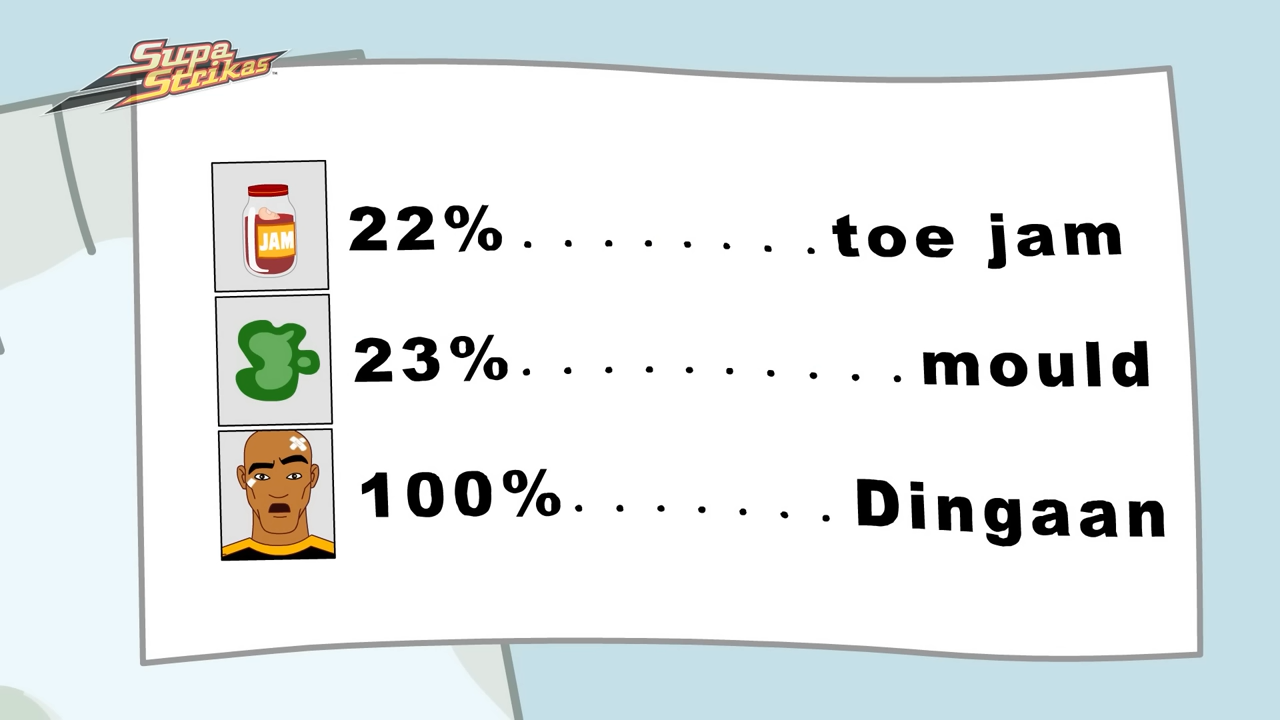 Supa
Strikas
JAM
22%........toe jam
23%..........mould
100%.......Dingaan